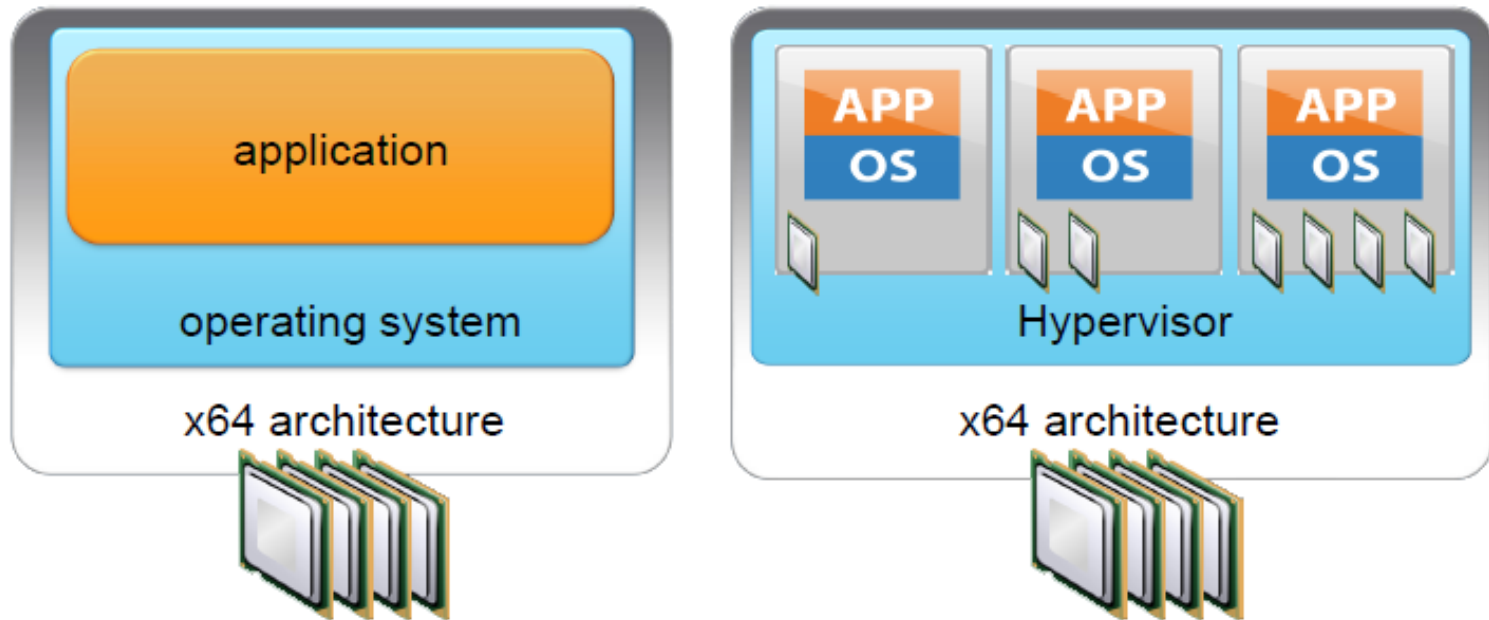 application
operating system
x64 architecture
APP
OS
APP
OS
APP
OS
Hypervisor
x64 architecture